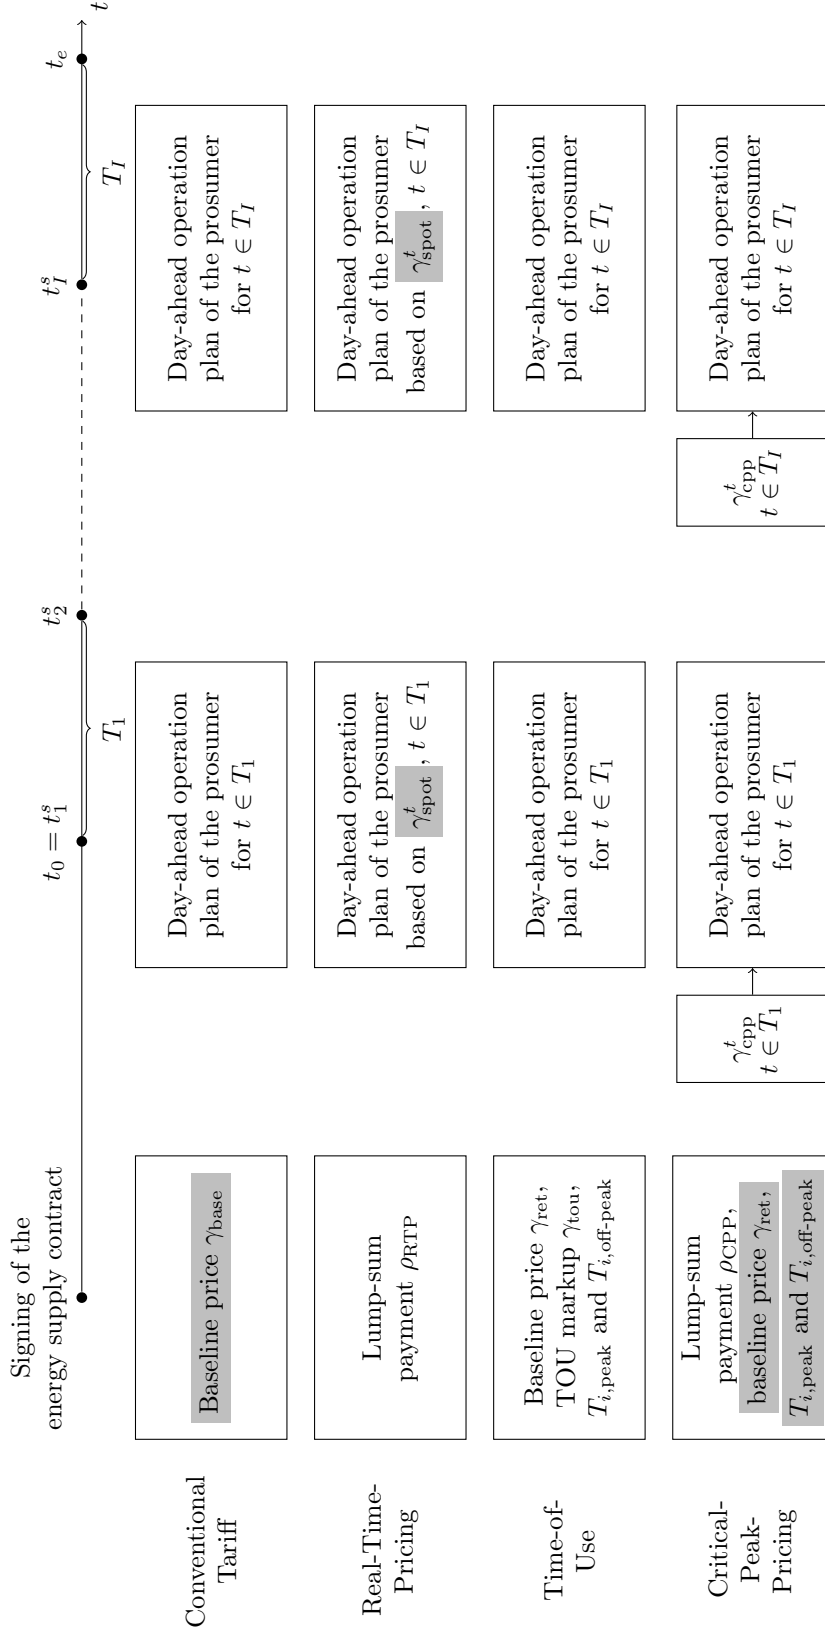 Signing of the
energy supply contract
t_0 = t_1^s
t_2^s
t_I^s
t_e
t
T_1
T_I
Conventional
Tariff
Baseline price γ_base
Day-ahead operation
plan of the prosumer
for t ∈ T_1
Day-ahead operation
plan of the prosumer
for t ∈ T_I
Real-Time-
Pricing
Lump-sum
payment ρ_RTP
Day-ahead operation
plan of the prosumer
based on γ_spot^t, t ∈ T_1
Day-ahead operation
plan of the prosumer
based on γ_spot^t, t ∈ T_I
Time-of-
Use
Baseline price γ_ret,
TOU markup γ_tou,
T_i,peak and T_i,off-peak
Day-ahead operation
plan of the prosumer
for t ∈ T_1
Day-ahead operation
plan of the prosumer
for t ∈ T_I
Critical-
Peak-
Pricing
Lump-sum
payment ρ_CPP,
baseline price γ_ret,
T_i,peak and T_i,off-peak
γ_cpp^t
t ∈ T_1
Day-ahead operation
plan of the prosumer
for t ∈ T_1
γ_cpp^t
t ∈ T_I
Day-ahead operation
plan of the prosumer
for t ∈ T_I